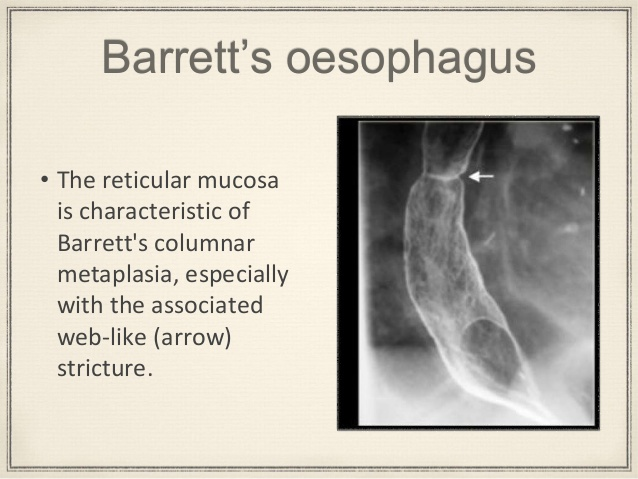 Barrett’s oesophagus
• The reticular mucosa
is characteristic of
Barrett's columnar
metaplasia, especially
with the associated
web-like (arrow)
stricture.